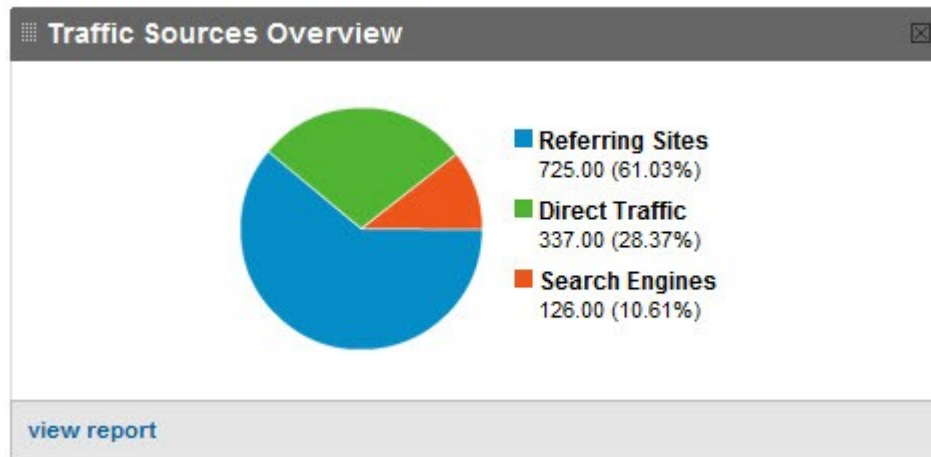 Traffic Sources Overview
Referring Sites
725.00 (61.03%)
Direct Traffic
337.00 (28.37%)
Search Engines
126.00 (10.61%)
view report